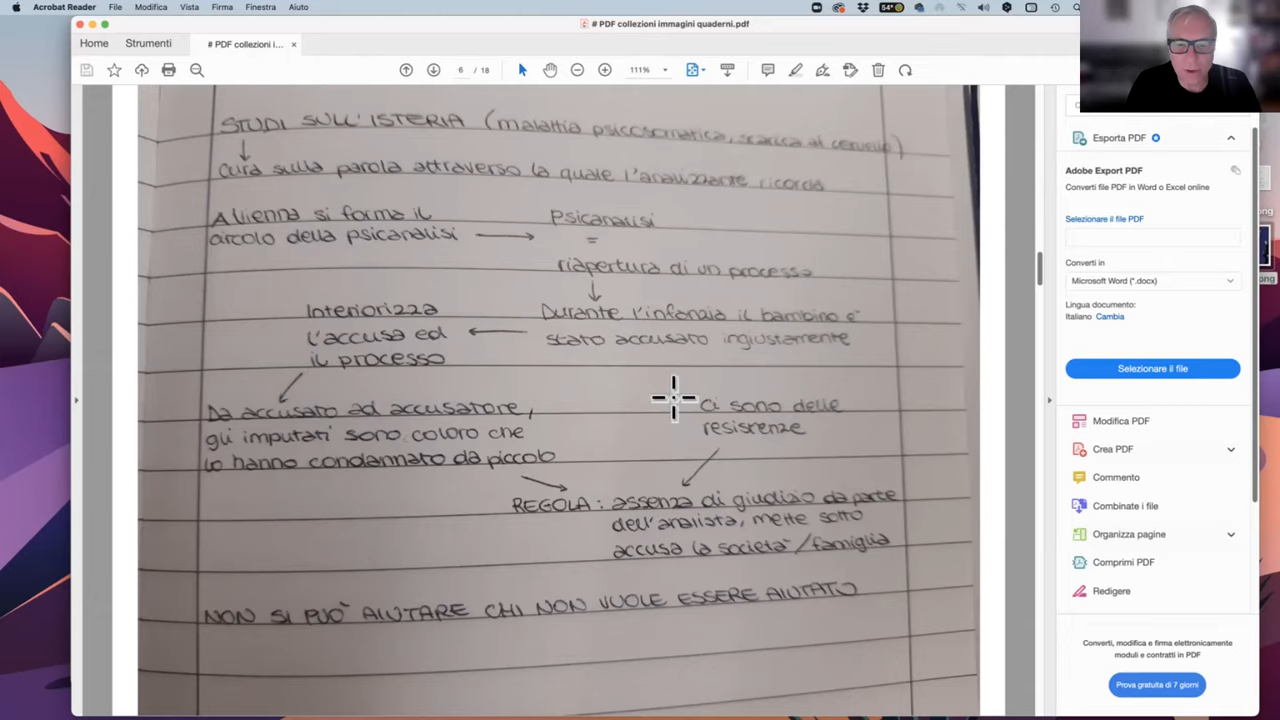 Acrobat Reader File Modifica Vista Firma Finestra Aiuto 54°
# PDF collezioni immagini quaderni.pdf
Home Strumenti # PDF collezioni i... ×
6 / 18 111%
STUDI SULL'ISTERIA (malattia psicosomatica, scarica al cervello)
Cura sulla parola attraverso la quale l'analizzante ricorda
A Vienna si forma il
circolo della psicanalisi
Psicanalisi
=
riapertura di un processo
Durante l'infanzia il bambino e'
stato accusato ingiustamente
Interiorizza
l'accusa ed
il processo
Da accusato ad accusatore,
gli imputati sono coloro che
lo hanno condannato da piccolo
Ci sono delle
resistenze
REGOLA: assenza di giudizio da parte
dell'analista, mette sotto
accusa la societa'/famiglia
NON SI PUO' AIUTARE CHI NON VUOLE ESSERE AIUTATO
Esporta PDF
Adobe Export PDF
Converti file PDF in Word o Excel online
Selezionare il file PDF
Converti in
Microsoft Word (*.docx)
Lingua documento:
Italiano Cambia
Selezionare il file
Modifica PDF
Crea PDF
Commento
Combinate i file
Organizza pagine
Comprimi PDF
Redigere
Converti, modifica e firma elettronicamente
moduli e contratti in PDF
Prova gratuita di 7 giorni
ong
ong